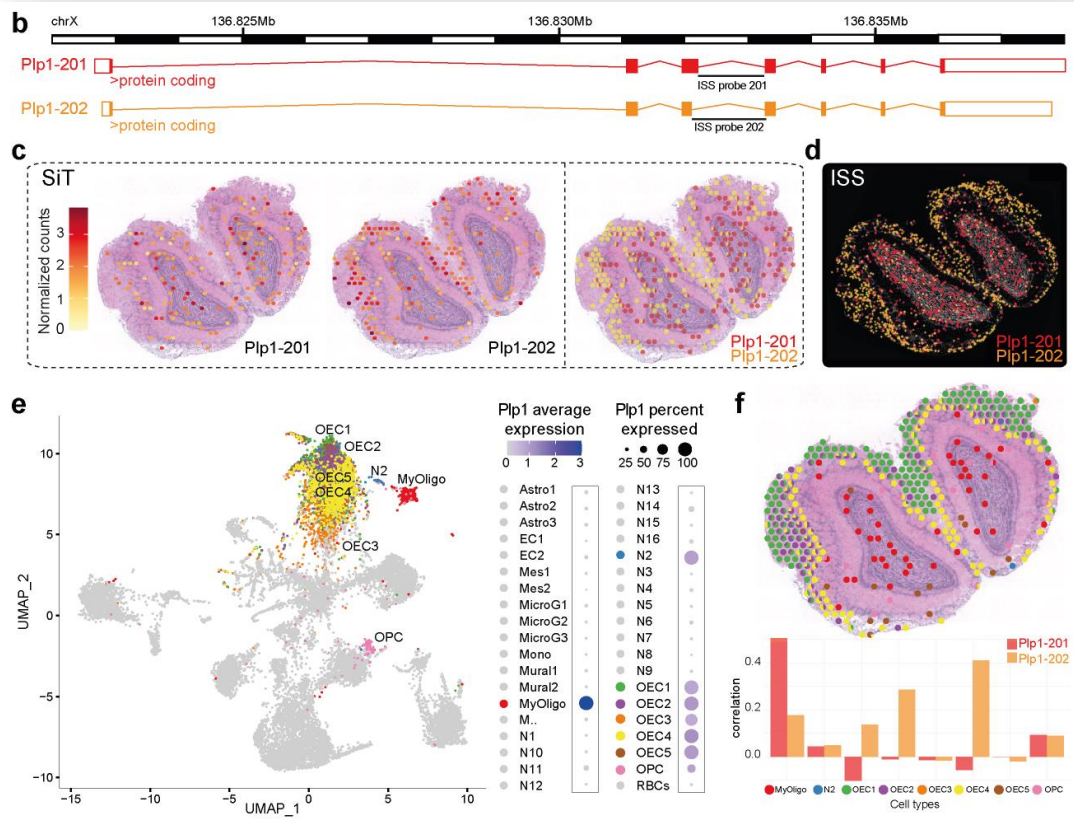 b
chrX
136.825Mb
136.830Mb
136.835Mb
Plp1-201
>protein coding
ISS probe 201
Plp1-202
>protein coding
ISS probe 202
c
SiT
Normalized counts
3
2
1
0
Plp1-201
Plp1-202
Plp1-201
Plp1-202
d
ISS
Plp1-201
Plp1-202
e
UMAP_2
10
5
0
−5
−10
−15
−10
−5
0
5
10
UMAP_1
OEC1
OEC2
OEC5
OEC4
OEC3
N2
MyOligo
OPC
Plp1 average
expression
0 1 2 3
Plp1 percent
expressed
25 50 75 100
Astro1
Astro2
Astro3
EC1
EC2
Mes1
Mes2
MicroG1
MicroG2
MicroG3
Mono
Mural1
Mural2
MyOligo
M..
N1
N10
N11
N12
N13
N14
N15
N16
N2
N3
N4
N5
N6
N7
N8
N9
OEC1
OEC2
OEC3
OEC4
OEC5
OPC
RBCs
f
Plp1-201
Plp1-202
correlation
0.4
0.2
0.0
MyOligo N2 OEC1 OEC2 OEC3 OEC4 OEC5 OPC
Cell types